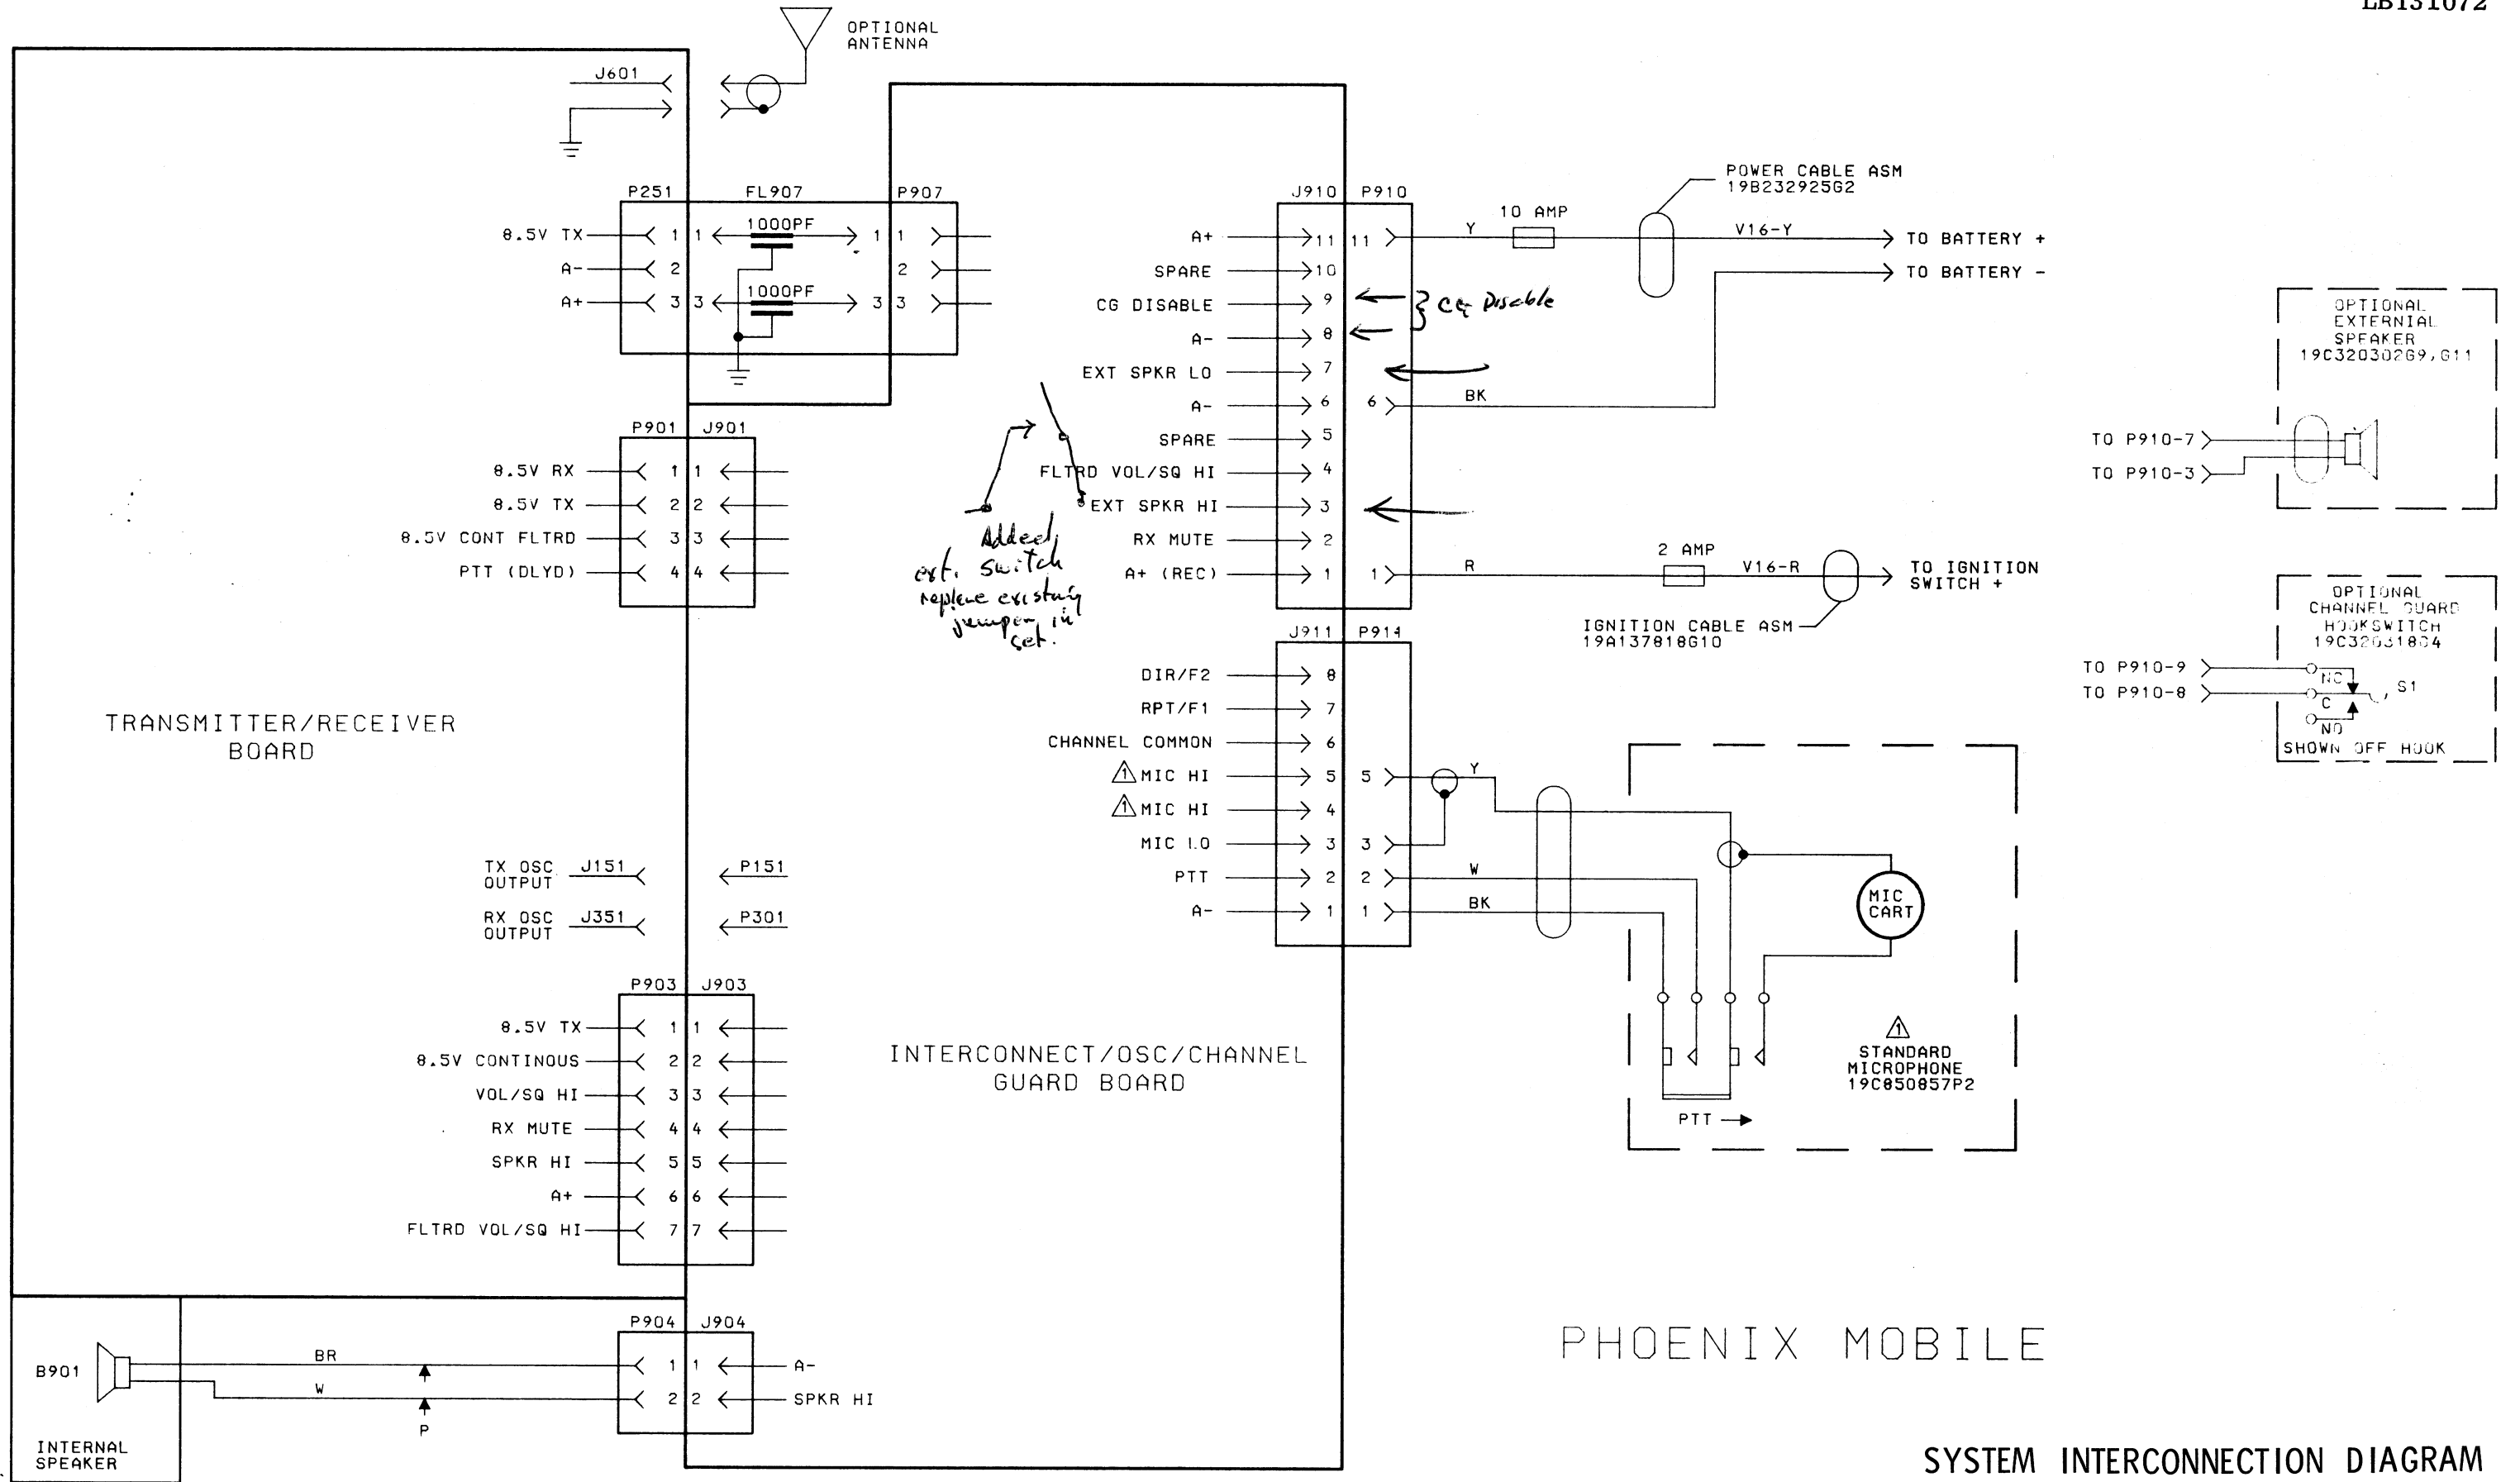 LBI31072
OPTIONAL
ANTENNA
J601
P251
FL907
P907
8.5V TX
1
1
1000PF
1
1
A-
2
2
A+
3
3
1000PF
3
3
P901
J901
8.5V RX
1
1
8.5V TX
2
2
8.5V CONT FLTRD
3
3
PTT (DLYD)
4
4
TRANSMITTER/RECEIVER
BOARD
TX OSC
OUTPUT
J151
P151
RX OSC
OUTPUT
J351
P301
P903
J903
8.5V TX
1
1
8.5V CONTINOUS
2
2
VOL/SQ HI
3
3
RX MUTE
4
4
SPKR HI
5
5
A+
6
6
FLTRD VOL/SQ HI
7
7
P904
J904
B901
BR
1
1
A-
W
2
2
SPKR HI
P
INTERNAL
SPEAKER
INTERCONNECT/OSC/CHANNEL
GUARD BOARD
Added
ext. switch
replace existing
jumper in
set.
J910
P910
A+
11
11
Y
10 AMP
V16-Y
TO BATTERY +
POWER CABLE ASM
19B232925G2
SPARE
10
TO BATTERY -
CG DISABLE
9
CG Disable
A-
8
EXT SPKR LO
7
A-
6
6
BK
SPARE
5
FLTRD VOL/SQ HI
4
EXT SPKR HI
3
RX MUTE
2
A+ (REC)
1
1
R
2 AMP
V16-R
TO IGNITION
SWITCH +
IGNITION CABLE ASM
19A137818G10
J911
P914
DIR/F2
8
RPT/F1
7
CHANNEL COMMON
6
1
MIC HI
5
5
Y
1
MIC HI
4
MIC LO
3
3
PTT
2
2
W
A-
1
1
BK
MIC
CART
1
STANDARD
MICROPHONE
19C850857P2
PTT
OPTIONAL
EXTERNIAL
SPEAKER
19C320302G9,G11
TO P910-7
TO P910-3
OPTIONAL
CHANNEL GUARD
HOOKSWITCH
19C320318G4
TO P910-9
NC
TO P910-8
C
S1
NO
SHOWN OFF HOOK
PHOENIX MOBILE
SYSTEM INTERCONNECTION DIAGRAM